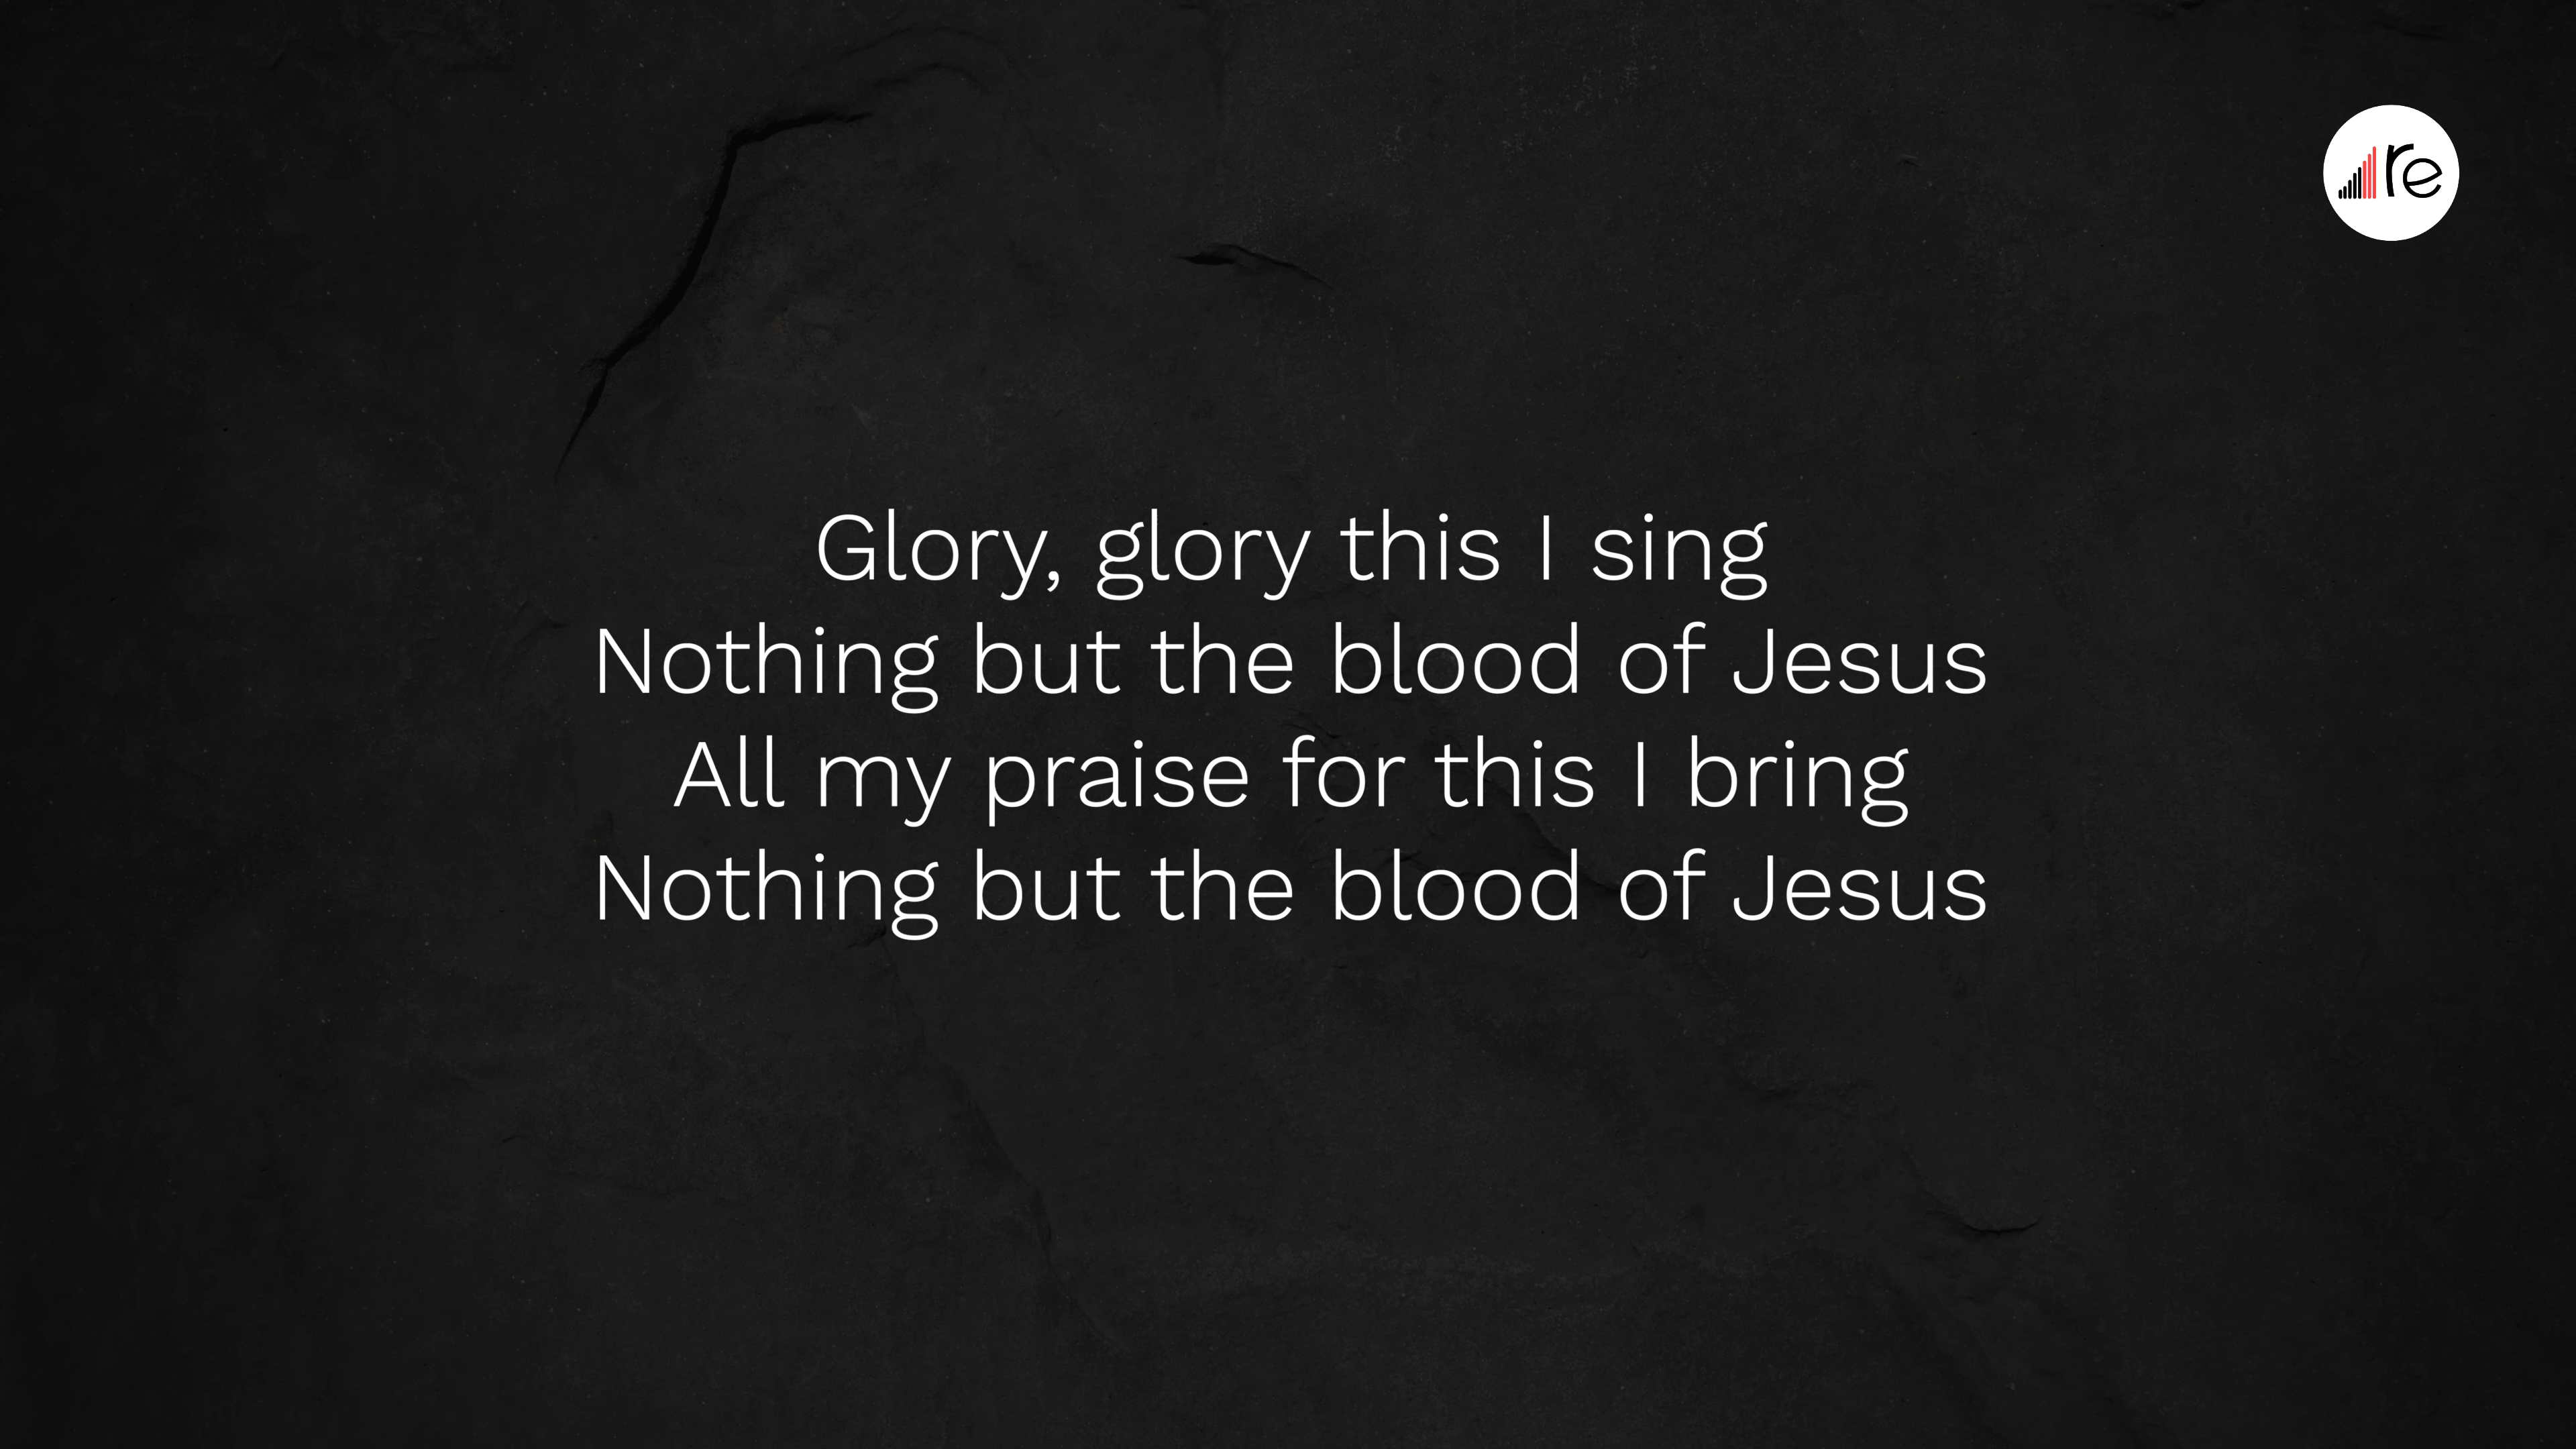 re
Glory, glory this I sing
Nothing but the blood of Jesus
All my praise for this I bring
Nothing but the blood of Jesus